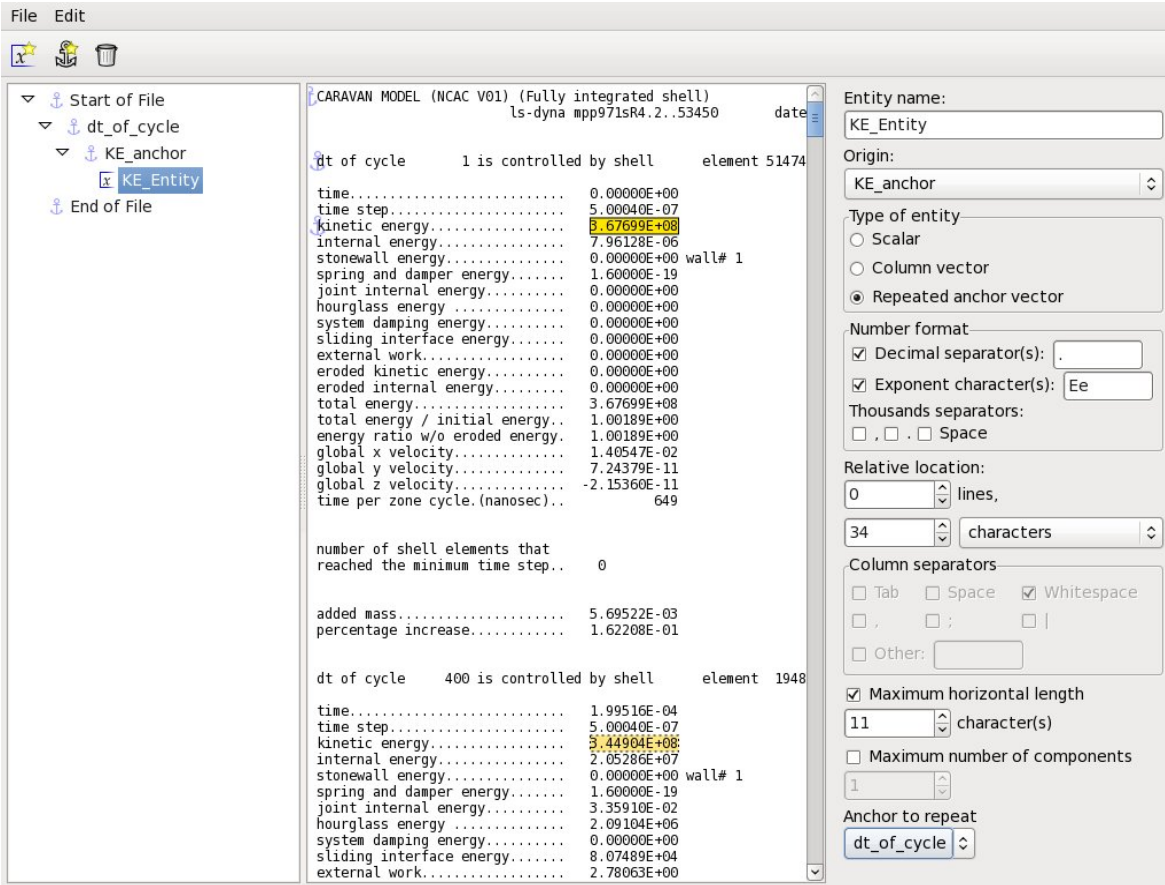 File Edit
Start of File
dt_of_cycle
KE_anchor
x KE_Entity
End of File
CARAVAN MODEL (NCAC V01) (Fully integrated shell)
ls-dyna mpp971sR4.2..53450 date
dt of cycle 1 is controlled by shell element 51474
time........................... 0.00000E+00
time step...................... 5.00040E-07
kinetic energy................. 3.67699E+08
internal energy................ 7.96128E-06
stonewall energy............... 0.00000E+00 wall# 1
spring and damper energy....... 1.60000E-19
joint internal energy.......... 0.00000E+00
hourglass energy .............. 0.00000E+00
system damping energy.......... 0.00000E+00
sliding interface energy....... 0.00000E+00
external work.................. 0.00000E+00
eroded kinetic energy.......... 0.00000E+00
eroded internal energy......... 0.00000E+00
total energy................... 3.67699E+08
total energy / initial energy.. 1.00189E+00
energy ratio w/o eroded energy. 1.00189E+00
global x velocity.............. 1.40547E-02
global y velocity.............. 7.24379E-11
global z velocity.............. -2.15360E-11
time per zone cycle.(nanosec).. 649
number of shell elements that
reached the minimum time step.. 0
added mass..................... 5.69522E-03
percentage increase............ 1.62208E-01
dt of cycle 400 is controlled by shell element 1948
time........................... 1.99516E-04
time step...................... 5.00040E-07
kinetic energy................. 3.44904E+08
internal energy................ 2.05286E+07
stonewall energy............... 0.00000E+00 wall# 1
spring and damper energy....... 1.60000E-19
joint internal energy.......... 3.35910E-02
hourglass energy .............. 2.09104E+06
system damping energy.......... 0.00000E+00
sliding interface energy....... 8.07489E+04
external work.................. 2.78063E+00
Entity name:
KE_Entity
Origin:
KE_anchor
Type of entity
Scalar
Column vector
Repeated anchor vector
Number format
Decimal separator(s): .
Exponent character(s): Ee
Thousands separators:
, . Space
Relative location:
0 lines,
34 characters
Column separators
Tab Space Whitespace
, ; |
Other:
Maximum horizontal length
11 character(s)
Maximum number of components
1
Anchor to repeat
dt_of_cycle